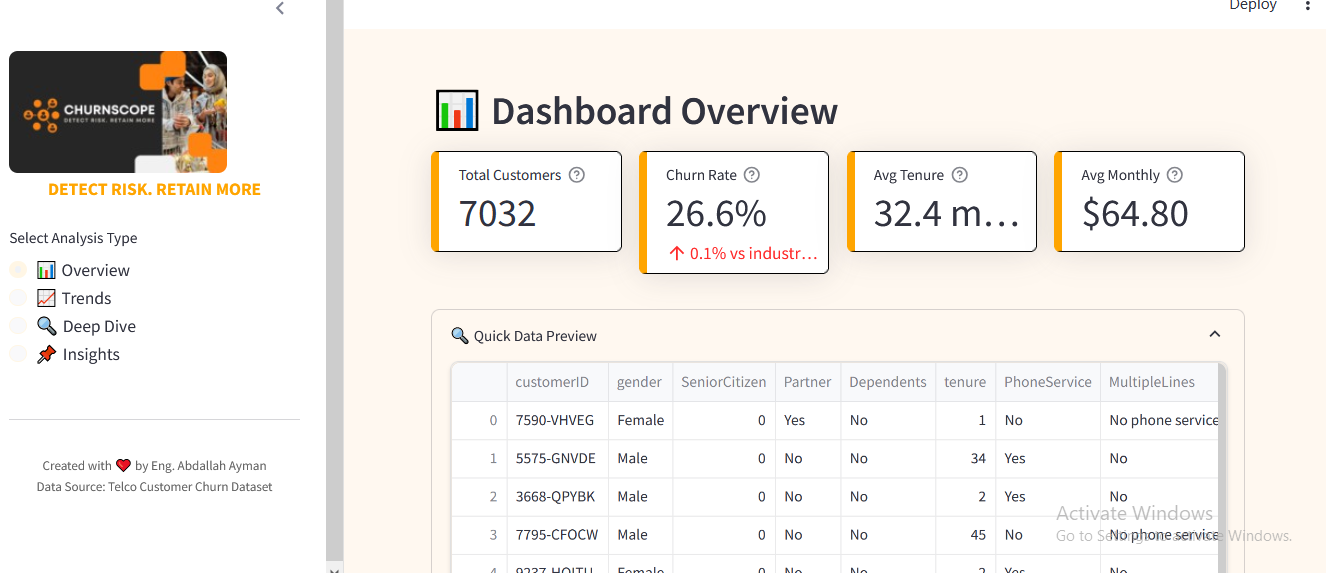 Deploy
CHURNSCOPE
DETECT RISK. RETAIN MORE
DETECT RISK. RETAIN MORE
Select Analysis Type
Overview
Trends
Deep Dive
Insights
Created with ❤️ by Eng. Abdallah Ayman
Data Source: Telco Customer Churn Dataset
Dashboard Overview
Total Customers
7032
Churn Rate
26.6%
↑ 0.1% vs industr…
Avg Tenure
32.4 m…
Avg Monthly
$64.80
Quick Data Preview
customerID gender SeniorCitizen Partner Dependents tenure PhoneService MultipleLines
0 7590-VHVEG Female 0 Yes No 1 No No phone service
1 5575-GNVDE Male 0 No No 34 Yes No
2 3668-QPYBK Male 0 No No 2 Yes No
3 7795-CFOCW Male 0 No No 45 No No phone service
4 9237-HQITU Female 0 No No 2 Yes No
Activate Windows
Go to Settings to activate Windows.